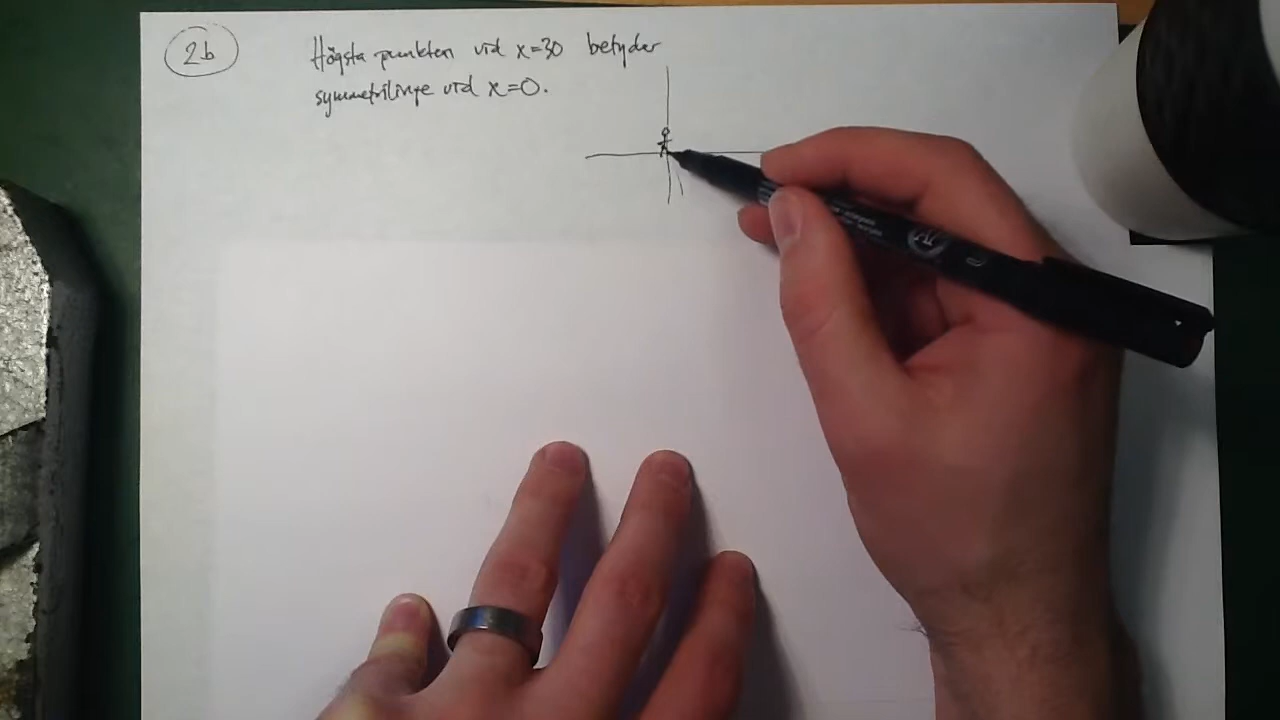 2b
Högsta punkten vid x=30 betyder
symmetrilinje vid x=0.